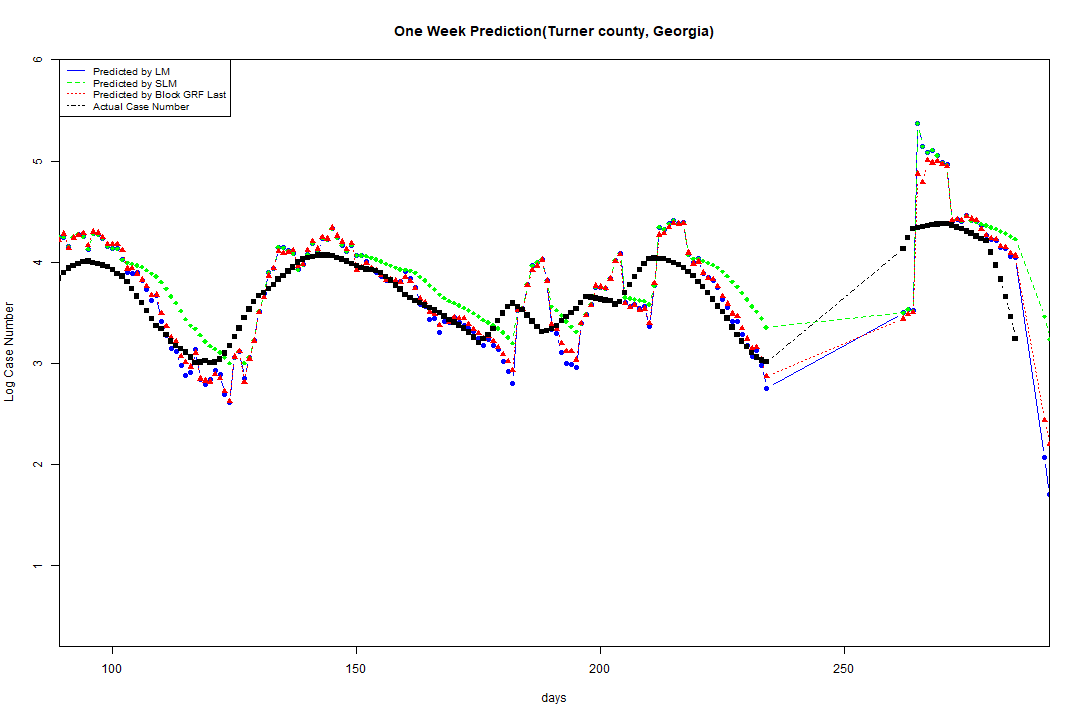 One Week Prediction(Turner county, Georgia)
Predicted by LM
Predicted by SLM
Predicted by Block GRF Last
Actual Case Number
6
5
4
3
2
1
Log Case Number
100
150
200
250
days